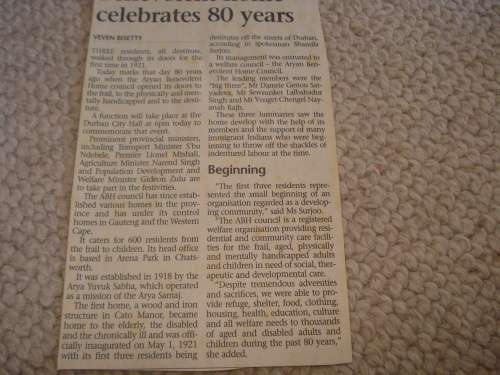 celebrates 80 years
VEVEN BISETTY
THREE residents, all destitute,
walked through its doors for the
first time in 1921.
Today marks that day 80 years
ago when the Aryan Benevolent
Home council opened its doors to
the frail, to the physically and men-
tally handicapped and to the desti-
tute.
A function will take place at the
Durban City Hall at 6pm today to
commemorate that event.
Prominent provincial ministers,
including Transport Minister S'bu
Ndebele, Premier Lionel Mtshali,
Agriculture Minister Narend Singh
and Population Development and
Welfare Minister Gideon Zulu are
to take part in the festivities.
The ABH council has since estab-
lished various homes in the prov-
ince and has under its control
homes in Gauteng and the Western
Cape.
It caters for 600 residents from
the frail to children. Its head office
is based in Arena Park in Chats-
worth.
It was established in 1918 by the
Arya Yuvuk Sabha, which operated
as a mission of the Arya Samaj.
The first home, a wood and iron
structure in Cato Manor, became
home to the elderly, the disabled
and the chronically ill and was offi-
cially inaugurated on May 1, 1921
with its first three residents being
destitutes off the streets of Durban,
according to spokesman Shamila
Surjoo.
Its management was entrusted to
a welfare council – the Aryan Ben-
evolent Home Council.
The leading members were the
"big three", Mr Danule Geniou Sat-
yadeva, Mr Sewnuiker Lalbahadur
Singh and Mr Veuget Chengel Nay-
nah Rajh.
These three luminaries saw the
home develop with the help of its
members and the support of many
immigrant Indians who were begin-
ning to throw off the shackles of
indentured labour at the time.
Beginning
"The first three residents repre-
sented the small beginning of an
organisation regarded as a develop-
ing community," said Ms Surjoo.
"The ABH council is a registered
welfare organisation providing resi-
dential and community care facili-
ties for the frail, aged, physically
and mentally handicapped adults
and children in need of social, thera-
peutic and developmental care.
"Despite tremendous adversities
and sacrifices, we were able to pro-
vide refuge, shelter, food, clothing,
housing, health, education, culture
and all welfare needs to thousands
of aged and disabled adults and
children during the past 80 years,"
she added.